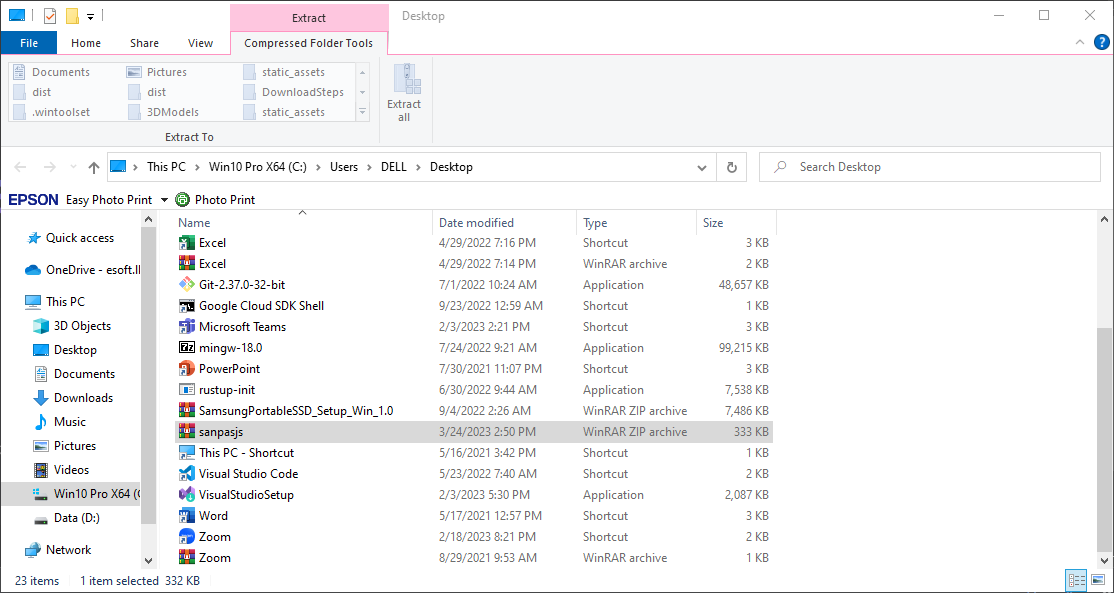 Extract
Desktop
File
Home
Share
View
Compressed Folder Tools
Documents
Pictures
static_assets
dist
dist
DownloadSteps
.wintoolset
3DModels
static_assets
Extract all
Extract To
This PC > Win10 Pro X64 (C:) > Users > DELL > Desktop
Search Desktop
EPSON Easy Photo Print
Photo Print
Quick access
OneDrive - esoft.ll
This PC
3D Objects
Desktop
Documents
Downloads
Music
Pictures
Videos
Win10 Pro X64 (C
Data (D:)
Network
Name Date modified Type Size
Excel 4/29/2022 7:16 PM Shortcut 3 KB
Excel 4/29/2022 7:14 PM WinRAR archive 2 KB
Git-2.37.0-32-bit 7/1/2022 10:24 AM Application 48,657 KB
Google Cloud SDK Shell 9/23/2022 12:59 AM Shortcut 1 KB
Microsoft Teams 2/3/2023 2:21 PM Shortcut 3 KB
mingw-18.0 7/24/2022 9:21 AM Application 99,215 KB
PowerPoint 7/30/2021 11:07 PM Shortcut 3 KB
rustup-init 6/30/2022 9:44 AM Application 7,538 KB
SamsungPortableSSD_Setup_Win_1.0 9/4/2022 2:26 AM WinRAR ZIP archive 7,486 KB
sanpasjs 3/24/2023 2:50 PM WinRAR ZIP archive 333 KB
This PC - Shortcut 5/16/2021 3:42 PM Shortcut 1 KB
Visual Studio Code 5/23/2022 7:40 AM Shortcut 2 KB
VisualStudioSetup 2/3/2023 5:30 PM Application 2,087 KB
Word 5/17/2021 12:57 PM Shortcut 3 KB
Zoom 2/18/2023 8:21 PM Shortcut 2 KB
Zoom 8/29/2021 9:53 AM WinRAR archive 1 KB
23 items 1 item selected 332 KB